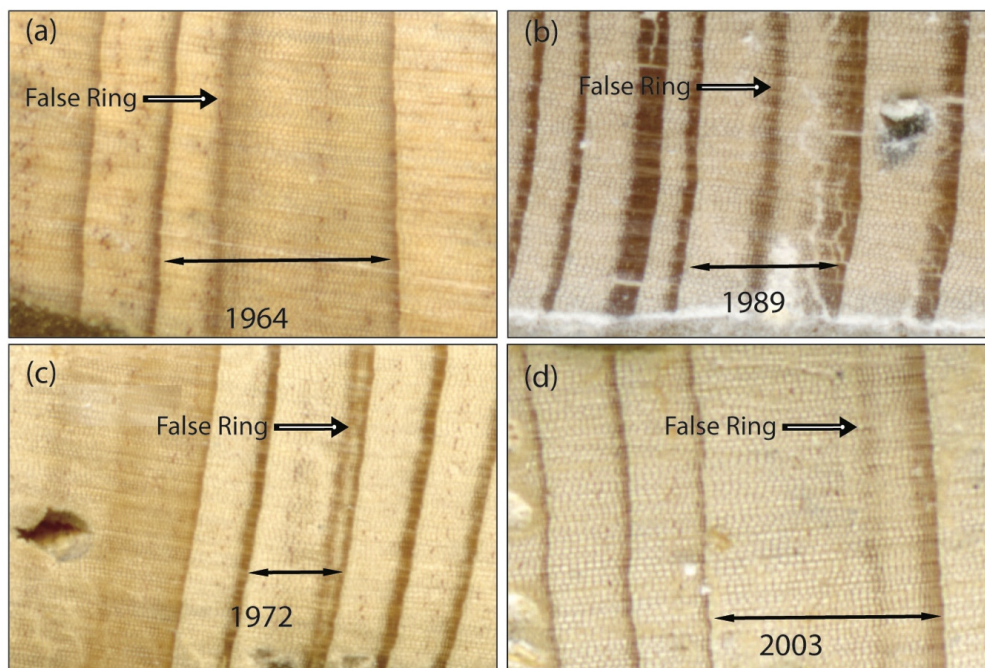 (a)
False Ring
1964
(b)
False Ring
1989
(c)
False Ring
1972
(d)
False Ring
2003